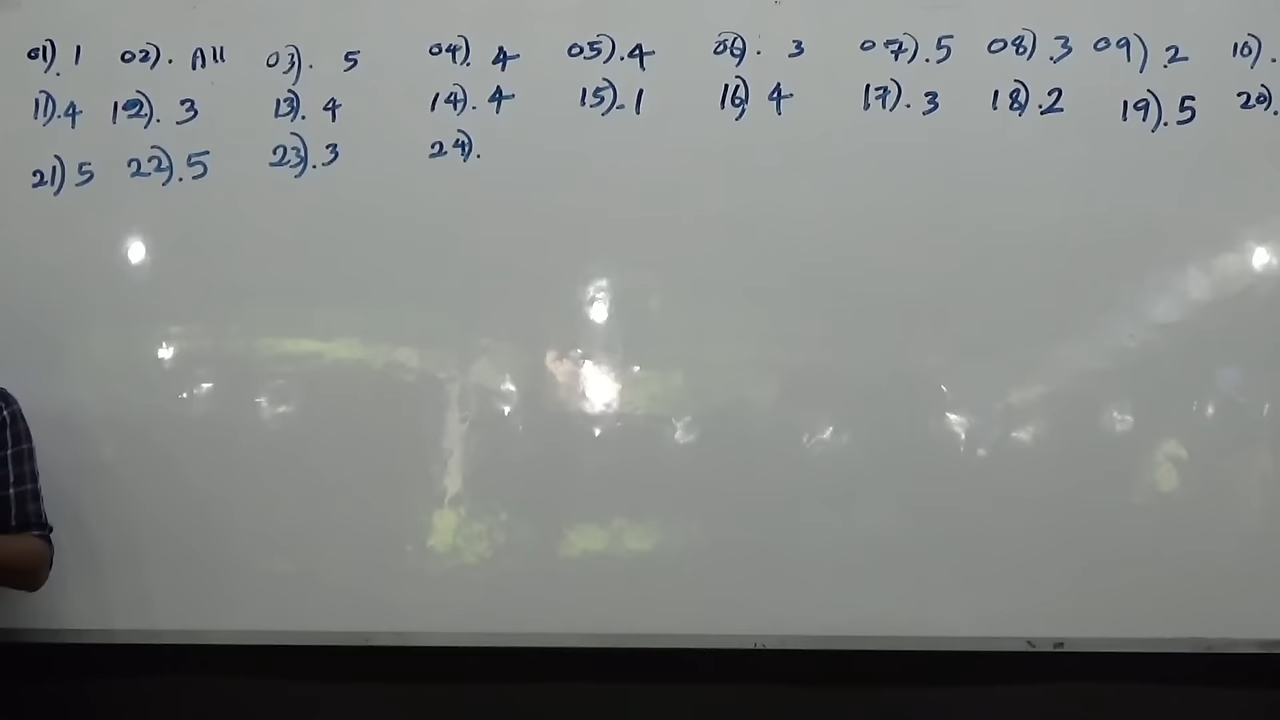 01). 1 02). All 03). 5 04). 4 05). 4 06). 3 07). 5 08). 3 09). 2 10).
11). 4 12). 3 13). 4 14). 4 15). 1 16) 4 17). 3 18). 2 19). 5 20).
21) 5 22). 5 23). 3 24).